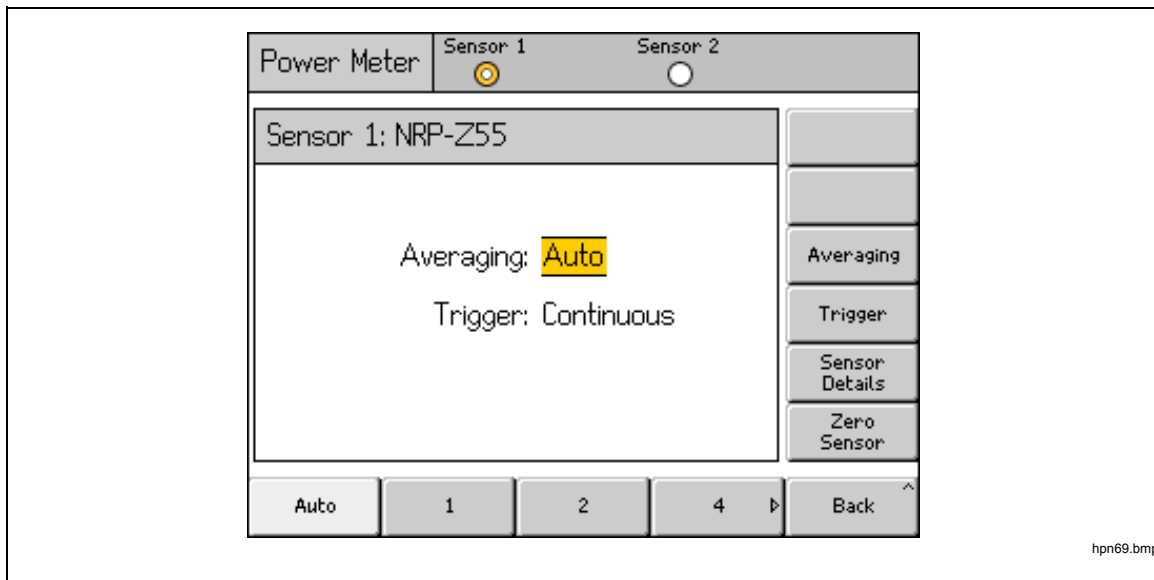 Power Meter
Sensor 1
Sensor 2
Sensor 1: NRP-Z55
Averaging: Auto
Trigger: Continuous
Averaging
Trigger
Sensor
Details
Zero
Sensor
Auto
1
2
4
Back
hpn69.bmp